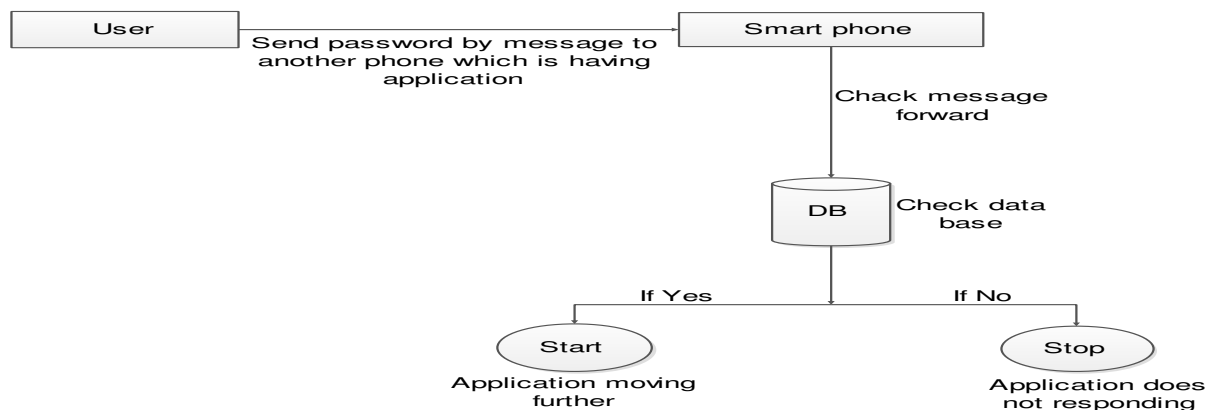 User
Send password by message to
another phone which is having
application
Smart phone
Chack message
forward
DB
Check data
base
If Yes
If No
Start
Stop
Application moving
further
Application does
not responding